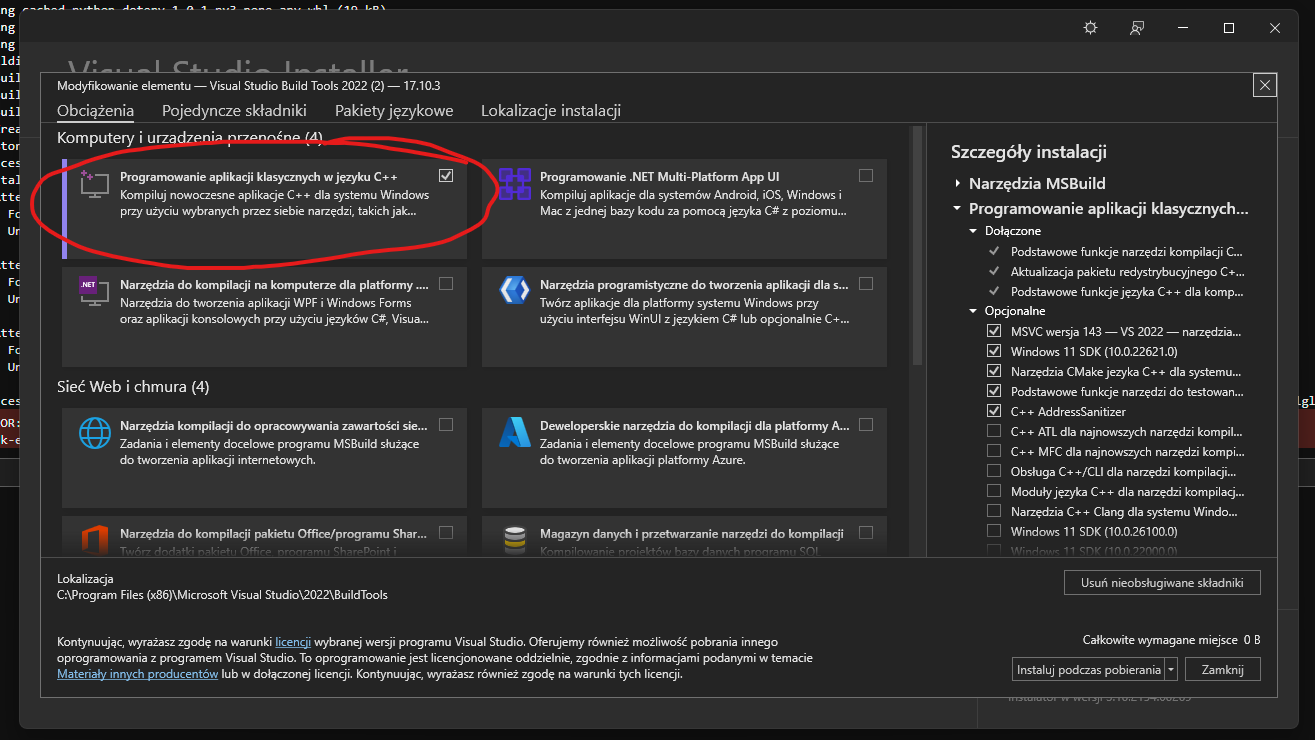 ng cached python_dotenv-1.0.1-py3-none-any.whl (19 kB)
ng
ng
ldi
uil
uil
uil
rea
tor
ces
tal
Fo
Un
tte
Fo
Un
tte
Fo
Un
ces
OR:
k-e
lgl
Visual Studio Installer
Modyfikowanie elementu — Visual Studio Build Tools 2022 (2) — 17.10.3
Obciążenia
Pojedyncze składniki
Pakiety językowe
Lokalizacje instalacji
Komputery i urządzenia przenośne (4)
Programowanie aplikacji klasycznych w języku C++
Kompiluj nowoczesne aplikacje C++ dla systemu Windows
przy użyciu wybranych przez siebie narzędzi, takich jak...
Programowanie .NET Multi-Platform App UI
Kompiluj aplikacje dla systemów Android, iOS, Windows i
Mac z jednej bazy kodu za pomocą języka C# z poziomu...
.NET
Narzędzia do kompilacji na komputerze dla platformy ....
Narzędzia do tworzenia aplikacji WPF i Windows Forms
oraz aplikacji konsolowych przy użyciu języków C#, Visua...
Narzędzia programistyczne do tworzenia aplikacji dla s...
Twórz aplikacje dla platformy systemu Windows przy
użyciu interfejsu WinUI z językiem C# lub opcjonalnie C+...
Sieć Web i chmura (4)
Narzędzia kompilacji do opracowywania zawartości sie...
Zadania i elementy docelowe programu MSBuild służące
do tworzenia aplikacji internetowych.
Deweloperskie narzędzia do kompilacji dla platformy A...
Zadania i elementy docelowe programu MSBuild służące
do tworzenia aplikacji platformy Azure.
Narzędzia do kompilacji pakietu Office/programu Shar...
Twórz dodatki pakietu Office, programu SharePoint i
Magazyn danych i przetwarzanie narzędzi do kompilacji
Kompilowanie projektów bazy danych programu SQL
Szczegóły instalacji
Narzędzia MSBuild
Programowanie aplikacji klasycznych...
Dołączone
Podstawowe funkcje narzędzi kompilacji C...
Aktualizacja pakietu redystrybucyjnego C+...
Podstawowe funkcje języka C++ dla komp...
Opcjonalne
MSVC wersja 143 — VS 2022 — narzędzia...
Windows 11 SDK (10.0.22621.0)
Narzędzia CMake jezyka C++ dla systemu...
Podstawowe funkcje narzędzi do testowan...
C++ AddressSanitizer
C++ ATL dla najnowszych narzędzi kompil...
C++ MFC dla najnowszych narzędzi kompi...
Obsługa C++/CLI dla narzędzi kompilacji...
Moduły języka C++ dla narzędzi kompilacj...
Narzędzia C++ Clang dla systemu Windo...
Windows 11 SDK (10.0.26100.0)
Windows 11 SDK (10.0.22000.0)
Lokalizacja
C:\Program Files (x86)\Microsoft Visual Studio\2022\BuildTools
Usuń nieobsługiwane składniki
Kontynuując, wyrażasz zgodę na warunki licencji wybranej wersji programu Visual Studio. Oferujemy również możliwość pobrania innego
oprogramowania z programem Visual Studio. To oprogramowanie jest licencjonowane oddzielnie, zgodnie z informacjami podanymi w temacie
Materiały innych producentów lub w dołączonej licencji. Kontynuując, wyrażasz również zgodę na warunki tych licencji.
Całkowite wymagane miejsce 0 B
Instaluj podczas pobierania
Zamknij